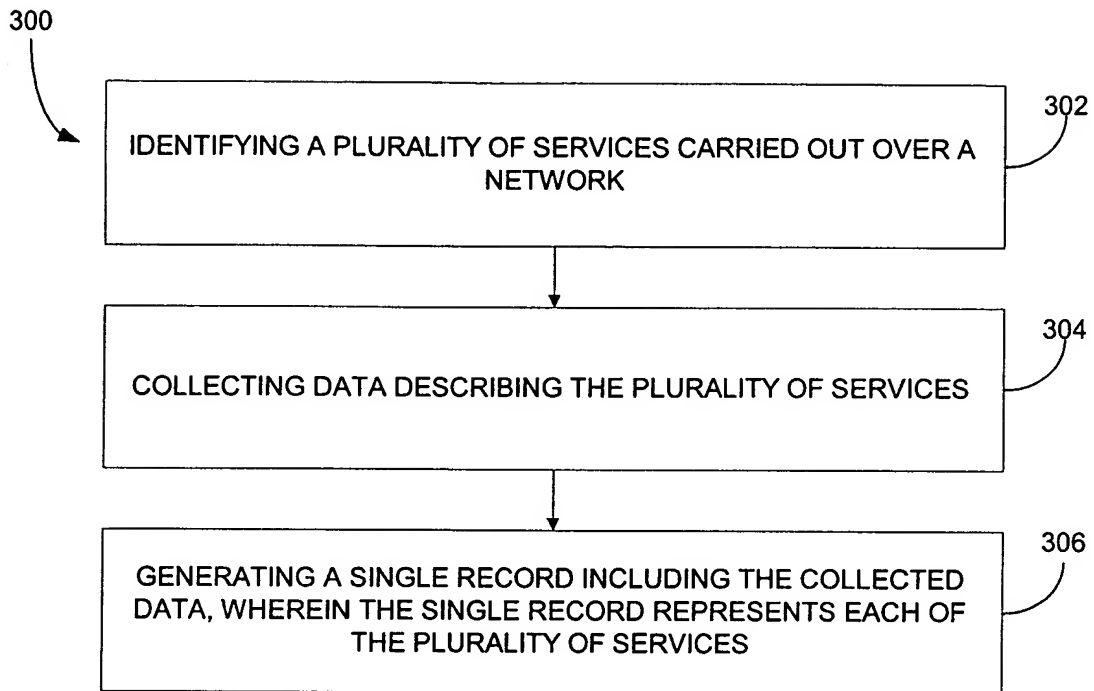 300
302
IDENTIFYING A PLURALITY OF SERVICES CARRIED OUT OVER A
NETWORK
304
COLLECTING DATA DESCRIBING THE PLURALITY OF SERVICES
306
GENERATING A SINGLE RECORD INCLUDING THE COLLECTED
DATA, WHEREIN THE SINGLE RECORD REPRESENTS EACH OF
THE PLURALITY OF SERVICES